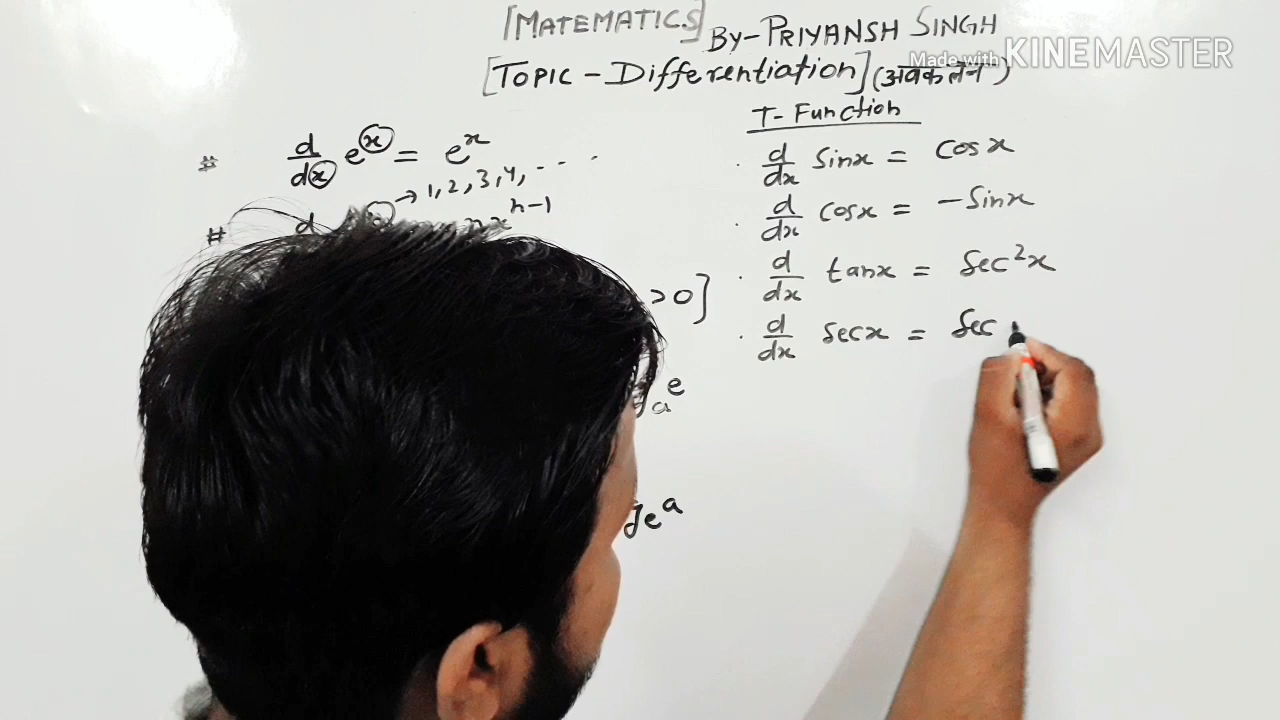 [MATEMATICS] By-PRIYANSH SINGH
Made with KINEMASTER
[TOPIC - Differentiation] (अवकलन)
T- Function
# d/dx e^x = e^x
→ 1, 2, 3, 4, - - -
# d x^n-1
>0]
a e
e a
. d/dx Sinx = Cosx
. d/dx Cosx = -Sinx
. d/dx tanx = Sec²x
. d/dx Secx = Sec